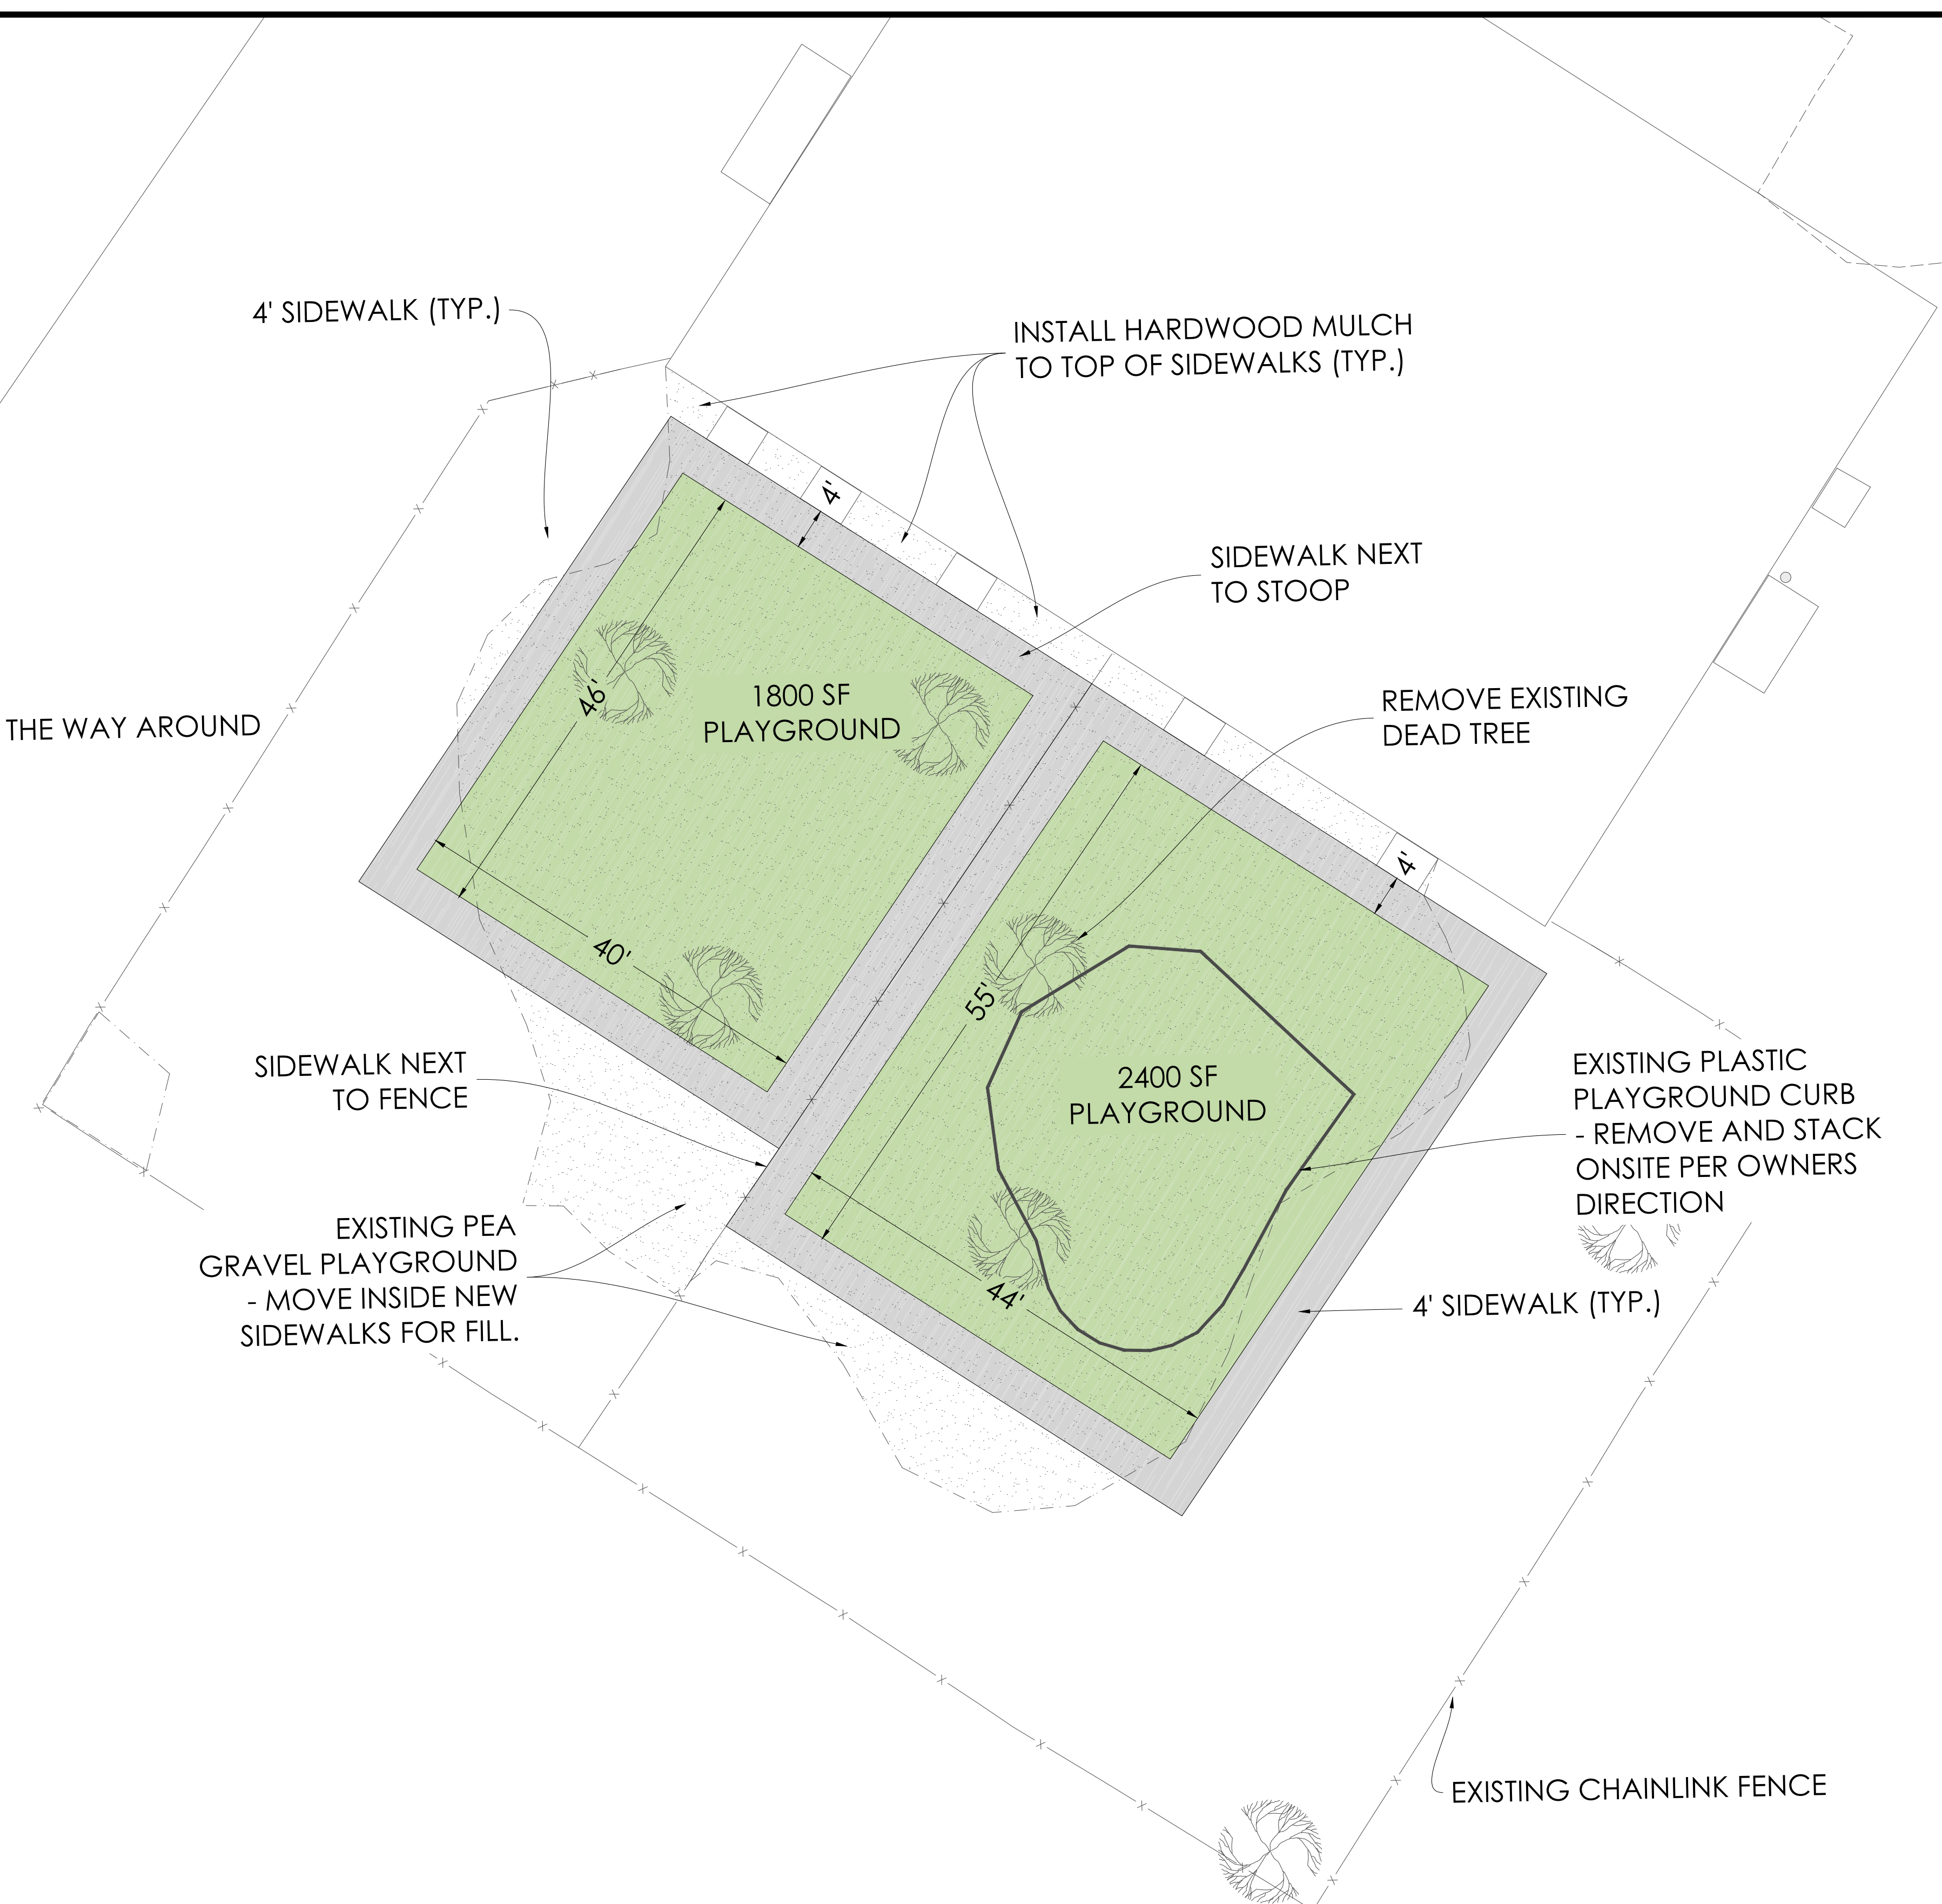 4' SIDEWALK (TYP.)
INSTALL HARDWOOD MULCH
TO TOP OF SIDEWALKS (TYP.)
4'
SIDEWALK NEXT
TO STOOP
THE WAY AROUND
46'
1800 SF
PLAYGROUND
REMOVE EXISTING
DEAD TREE
4'
40'
55'
SIDEWALK NEXT
TO FENCE
2400 SF
PLAYGROUND
EXISTING PLASTIC
PLAYGROUND CURB
- REMOVE AND STACK
ONSITE PER OWNERS
DIRECTION
EXISTING PEA
GRAVEL PLAYGROUND
- MOVE INSIDE NEW
SIDEWALKS FOR FILL.
44'
4' SIDEWALK (TYP.)
EXISTING CHAINLINK FENCE